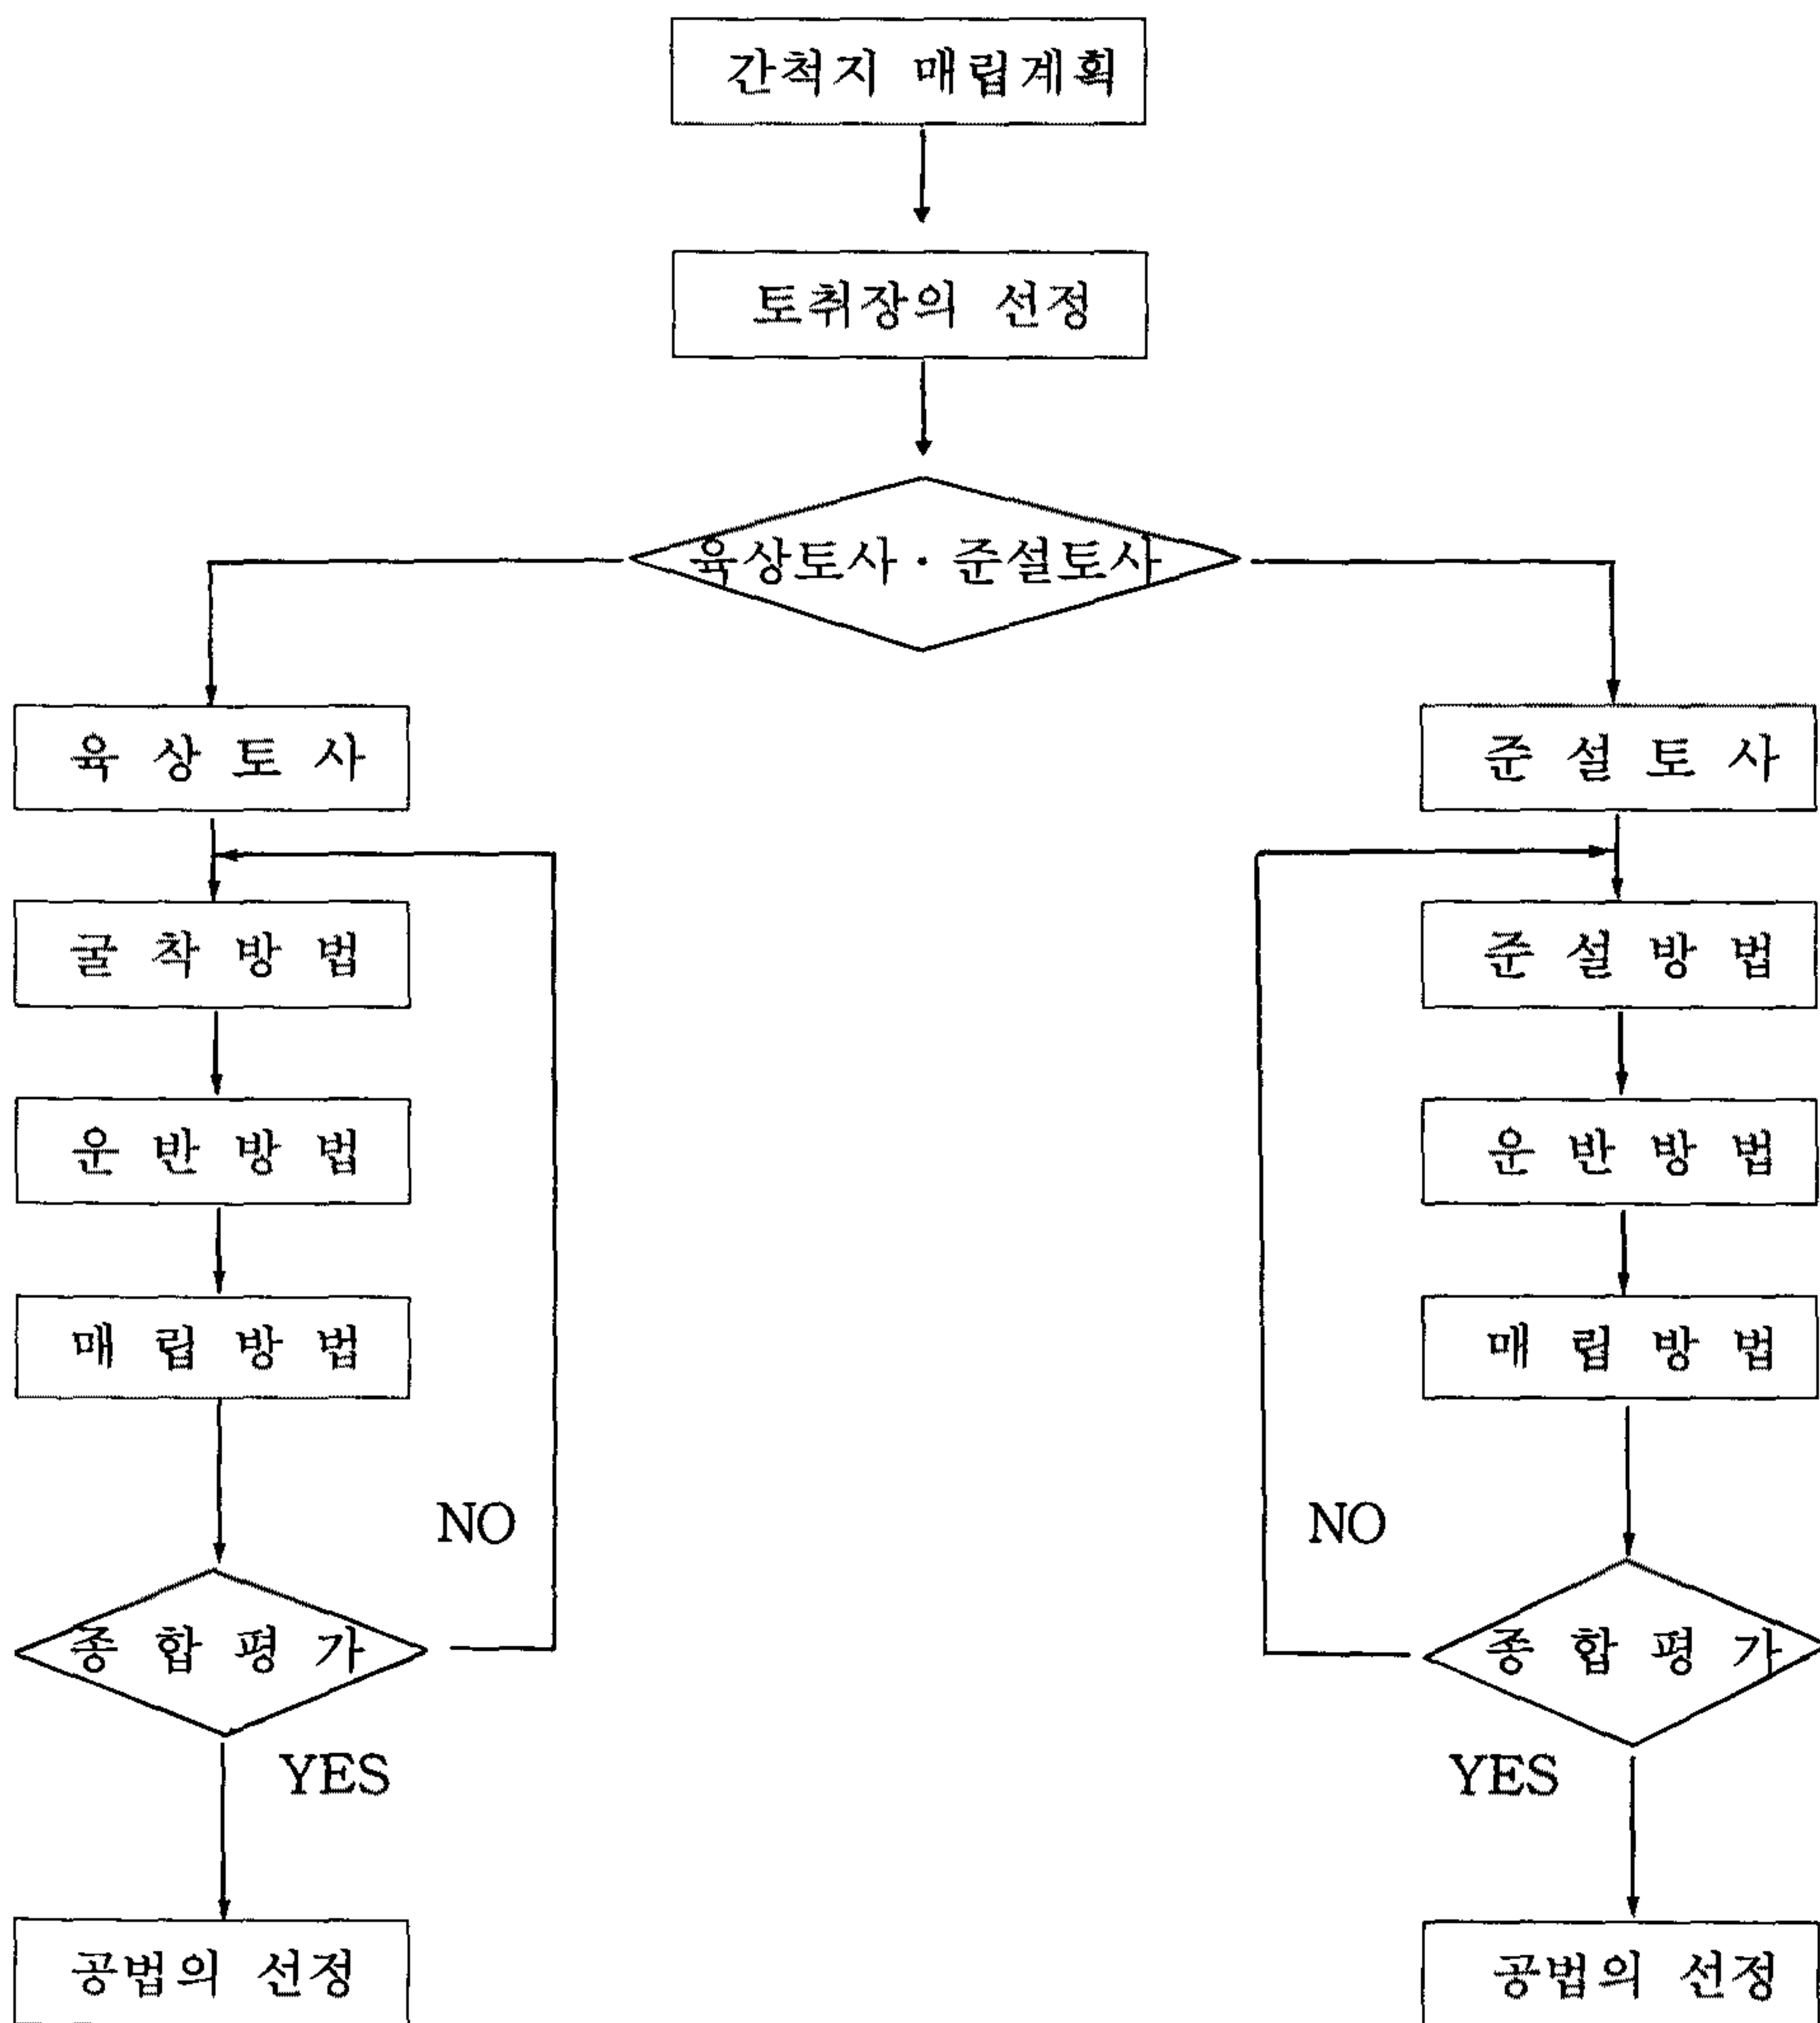 간척지 매립계획
토취장의 선정
육상토사 · 준설토사
육 상 토 사
굴 착 방 법
운 반 방 법
매 립 방 법
NO
종 합 평 가
YES
공법의 선정
준 설 토 사
준 설 방 법
운 반 방 법
매 립 방 법
NO
종 합 평 가
YES
공법의 선정